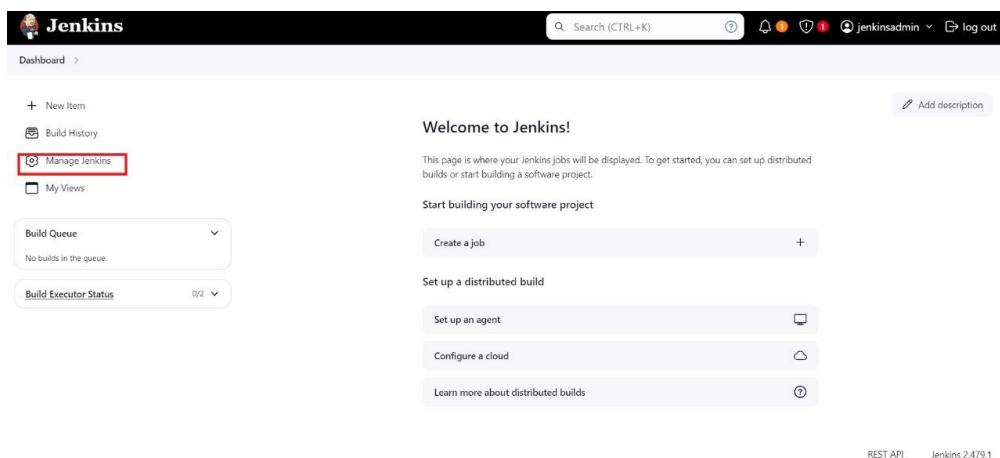 Jenkins
Search (CTRL+K)
1
1
jenkinsadmin
log out
Dashboard
New Item
Build History
Manage Jenkins
My Views
Build Queue
No builds in the queue.
Build Executor Status
0/2
Add description
Welcome to Jenkins!
This page is where your Jenkins jobs will be displayed. To get started, you can set up distributed
builds or start building a software project.
Start building your software project
Create a job
Set up a distributed build
Set up an agent
Configure a cloud
Learn more about distributed builds
REST API
Jenkins 2.479.1